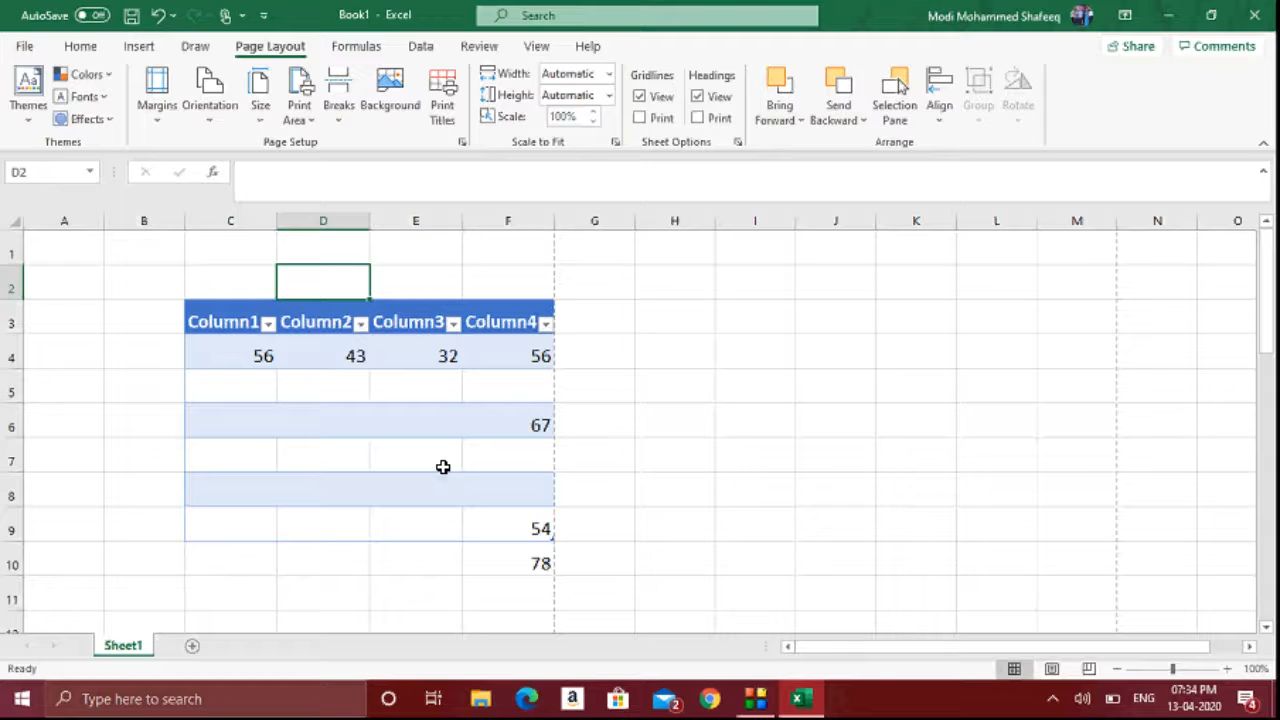 AutoSave Off Book1 - Excel Search Modi Mohammed Shafeeq
File Home Insert Draw Page Layout Formulas Data Review View Help Share Comments
Themes Colors Fonts Effects
Margins Orientation Size Print Area Breaks Background Print Titles
Width: Automatic
Height: Automatic
Scale: 100%
Gridlines Headings
View View
Print Print
Bring Forward Send Backward Selection Pane Align Group Rotate
Themes Page Setup Scale to Fit Sheet Options Arrange
D2 fx
A B C D E F G H I J K L M N O
1
2
3 Column1 Column2 Column3 Column4
4 56 43 32 56
5
6 67
7
8
9 54
10 78
11
Sheet1
Ready 100%
Type here to search a 2 ENG 07:34 PM
13-04-2020 4